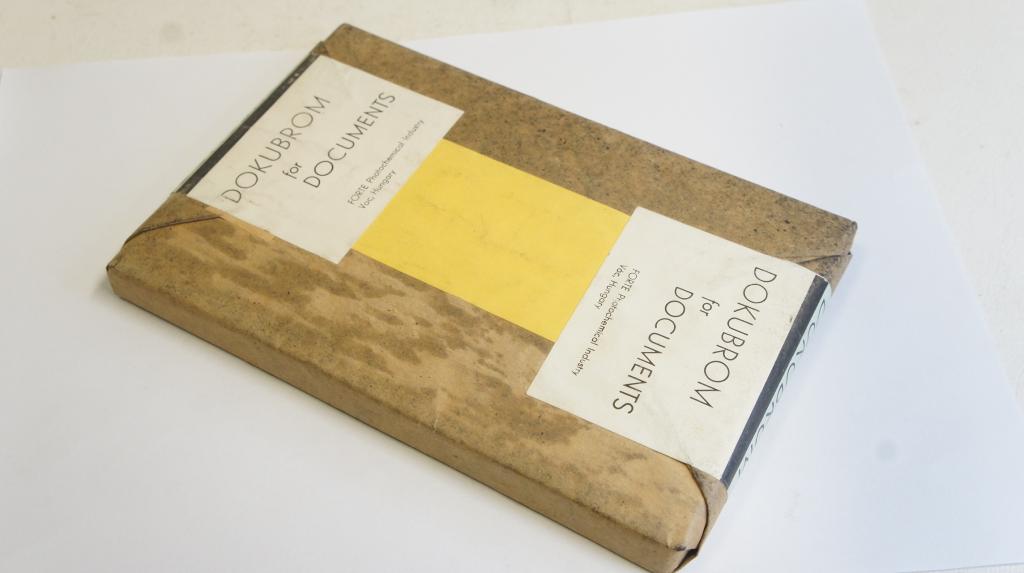 DOKUBROM
for
DOCUMENTS
FORTE Photochemical Industry
Vác, Hungary
DOKUBROM
for
DOCUMENTS
FORTE Photochemical Industry
Vác, Hungary